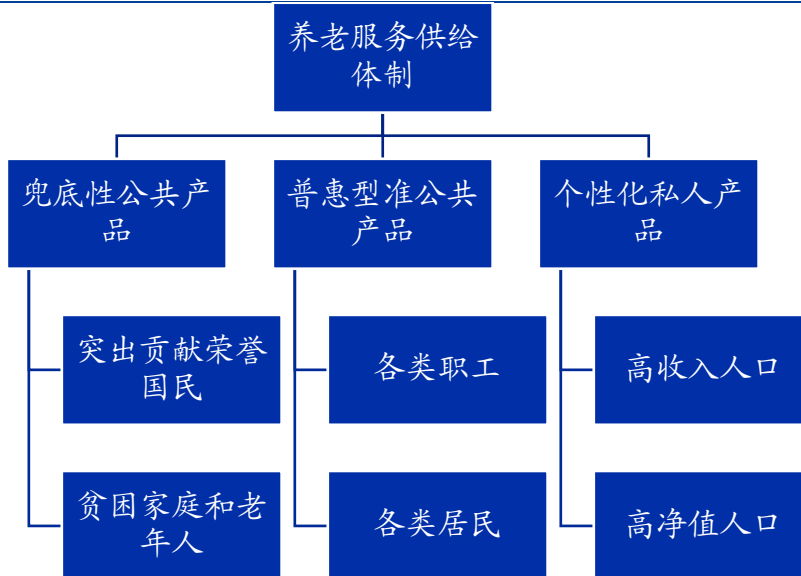 养老服务供给
体制
兜底性公共产
品
普惠型准公共
产品
个性化私人产
品
突出贡献荣誉
国民
各类职工
高收入人口
贫困家庭和老
年人
各类居民
高净值人口